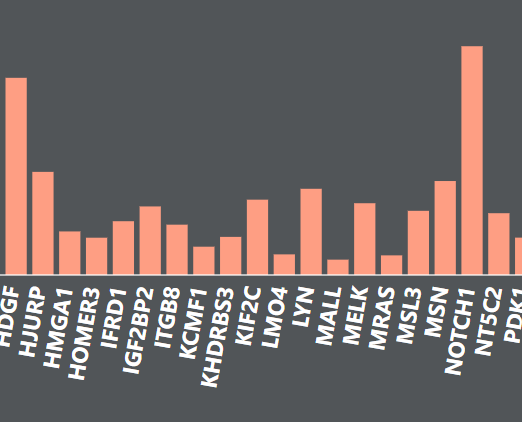 HDGF
HJURP
HMGA1
HOMER3
IFRD1
IGF2BP2
ITGB8
KCMF1
KHDRBS3
KIF2C
LMO4
LYN
MALL
MELK
MRAS
MSL3
MSN
NOTCH1
NT5C2
PDK1